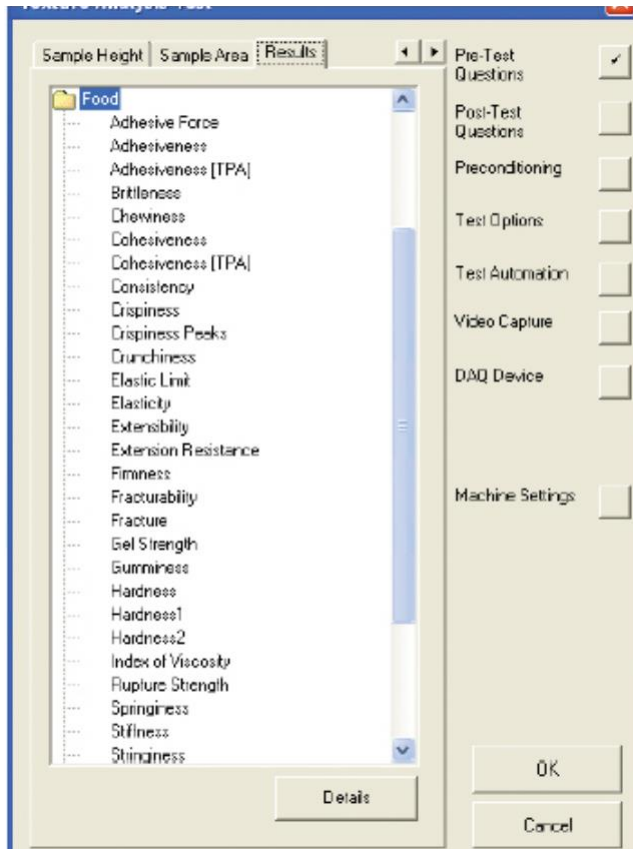 Texture Analysis Test
Sample Height
Sample Area
Results
Food
Adhesive Force
Adhesiveness
Adhesiveness [TPA]
Brittleness
Chewiness
Cohesiveness
Cohesiveness [TPA]
Consistency
Crispiness
Crispiness Peaks
Crunchiness
Elastic Limit
Elasticity
Extensibility
Extension Resistance
Firmness
Fracturability
Fracture
Gel Strength
Gumminess
Hardness
Hardness1
Hardness2
Index of Viscosity
Rupture Strength
Springiness
Stiffness
Stringiness
Details
Pre-Test
Questions
Post-Test
Questions
Preconditioning
Test Options
Test Automation
Video Capture
DAQ Device
Machine Settings
OK
Cancel